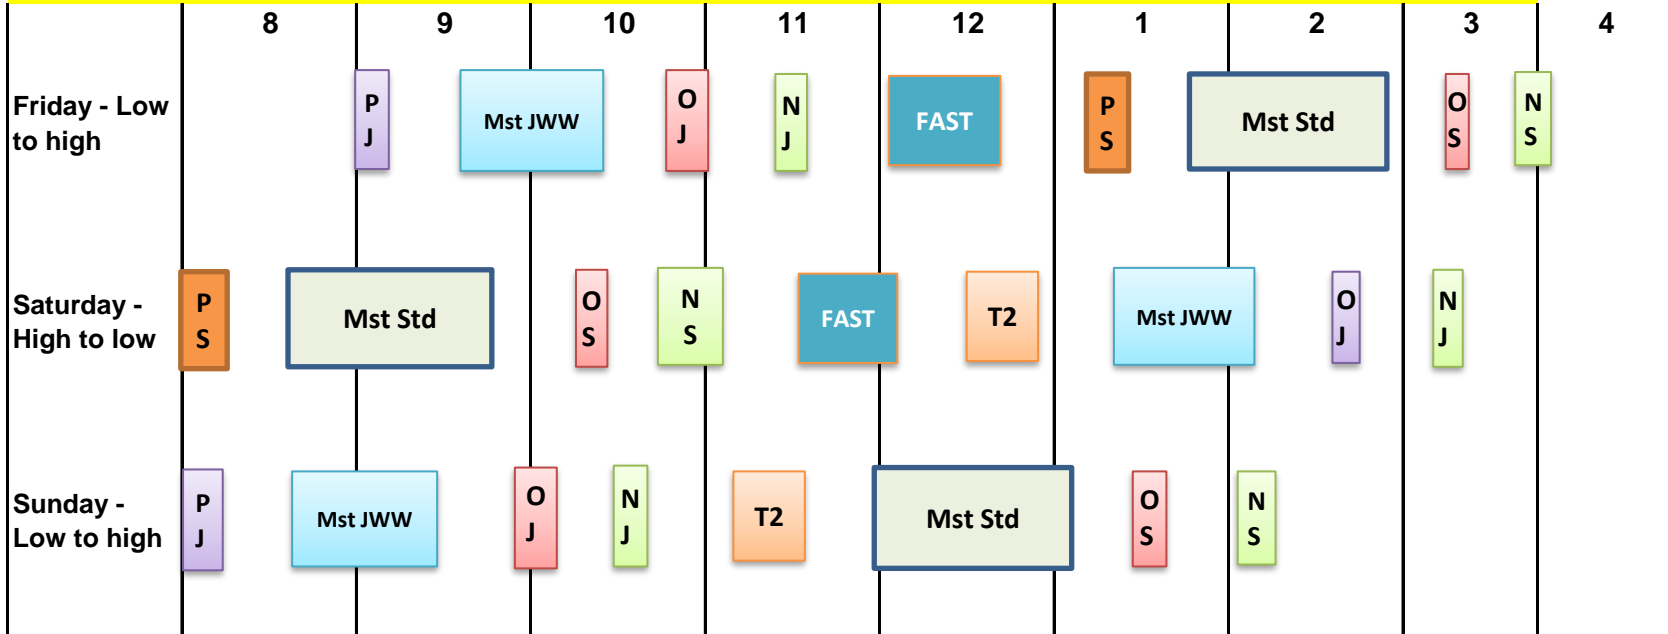 8 9 10 11 12 1 2 3 4
Friday - Low
to high
P
J
Mst JWW
O
J
N
J
FAST
P
S
Mst Std
O
S
N
S
Saturday -
High to low
P
S
Mst Std
O
S
N
S
FAST
T2
Mst JWW
O
J
N
J
Sunday -
Low to high
P
J
Mst JWW
O
J
N
J
T2
Mst Std
O
S
N
S